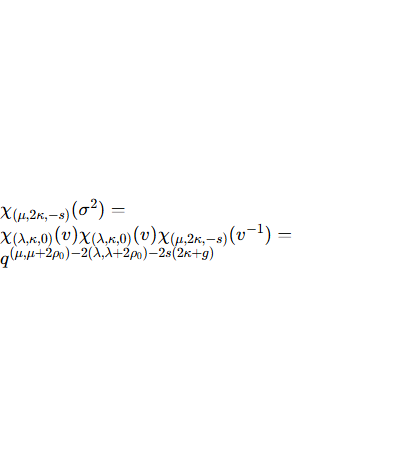 χ_{(μ,2κ,−s)}(σ^2) =
χ_{(λ,κ,0)}(v)χ_{(λ,κ,0)}(v)χ_{(μ,2κ,−s)}(v^{−1}) =
q^{(μ,μ+2ρ_0)−2(λ,λ+2ρ_0)−2s(2κ+g)}